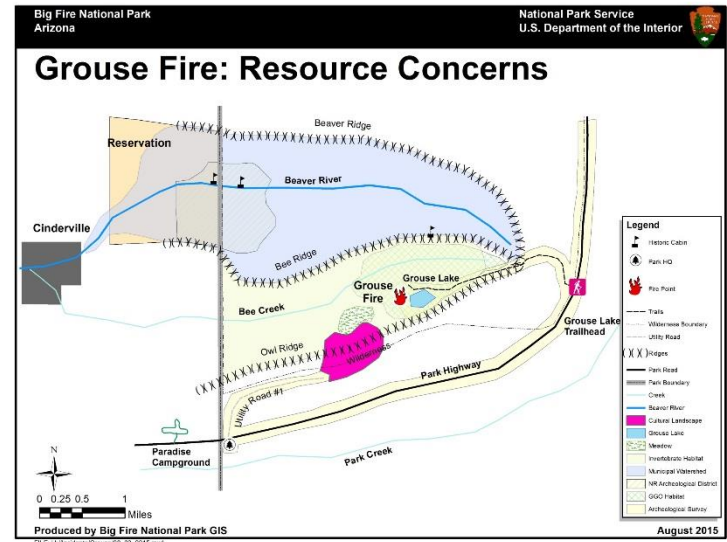 Big Fire National Park
Arizona
National Park Service
U.S. Department of the Interior
Grouse Fire: Resource Concerns
Beaver Ridge
Reservation
Beaver River
Cinderville
Bee Ridge
Grouse Lake
Grouse
Fire
Bee Creek
Grouse Lake
Trailhead
Owl Ridge
Wilderness
Park Highway
Utility Road #1
Paradise
Campground
Park Creek
N
0 0.25 0.5 1
Miles
Legend
Historic Cabin
Park HQ
Fire Point
Trails
Wilderness Boundary
Utility Road
Ridges
Park Road
Park Boundary
Creek
Beaver River
Cultural Landscape
Grouse Lake
Meadow
Invertebrate Habitat
Municipal Watershed
NR Archeological District
GGO Habitat
Archeological Survey
Produced by Big Fire National Park GIS
August 2015